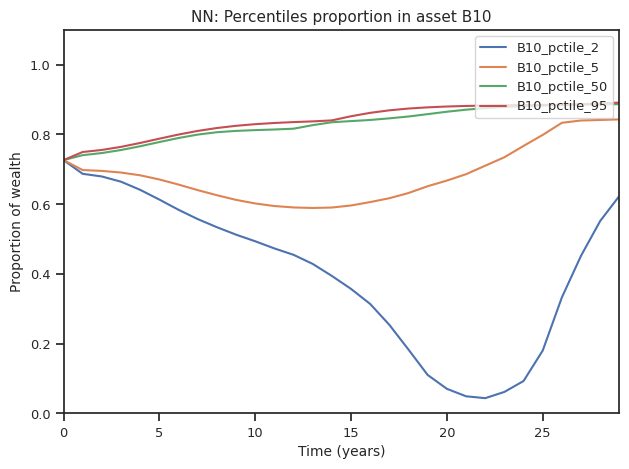 NN: Percentiles proportion in asset B10
B10_pctile_2
B10_pctile_5
B10_pctile_50
B10_pctile_95
Proportion of wealth
1.0
0.8
0.6
0.4
0.2
0.0
0 5 10 15 20 25
Time (years)